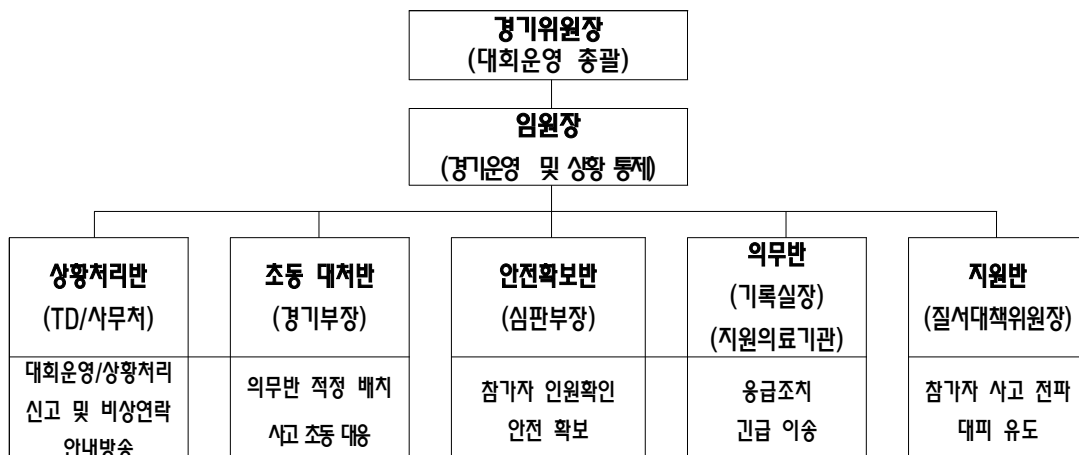 경기위원장
(대회운영 총괄)
임원장
(경기운영 및 상황 통제)
상황처리반
(TD/사무처)
대회운영/상황처리
신고 및 비상연락
안내방송
초동 대처반
(경기부장)
의무반 적정 배치
사고 초동 대응
안전확보반
(심판부장)
참가자 인원확인
안전 확보
의무반
(기록실장)
(지원의료기관)
응급조치
긴급 이송
지원반
(질서대책위원장)
참가자 사고 전파
대피 유도